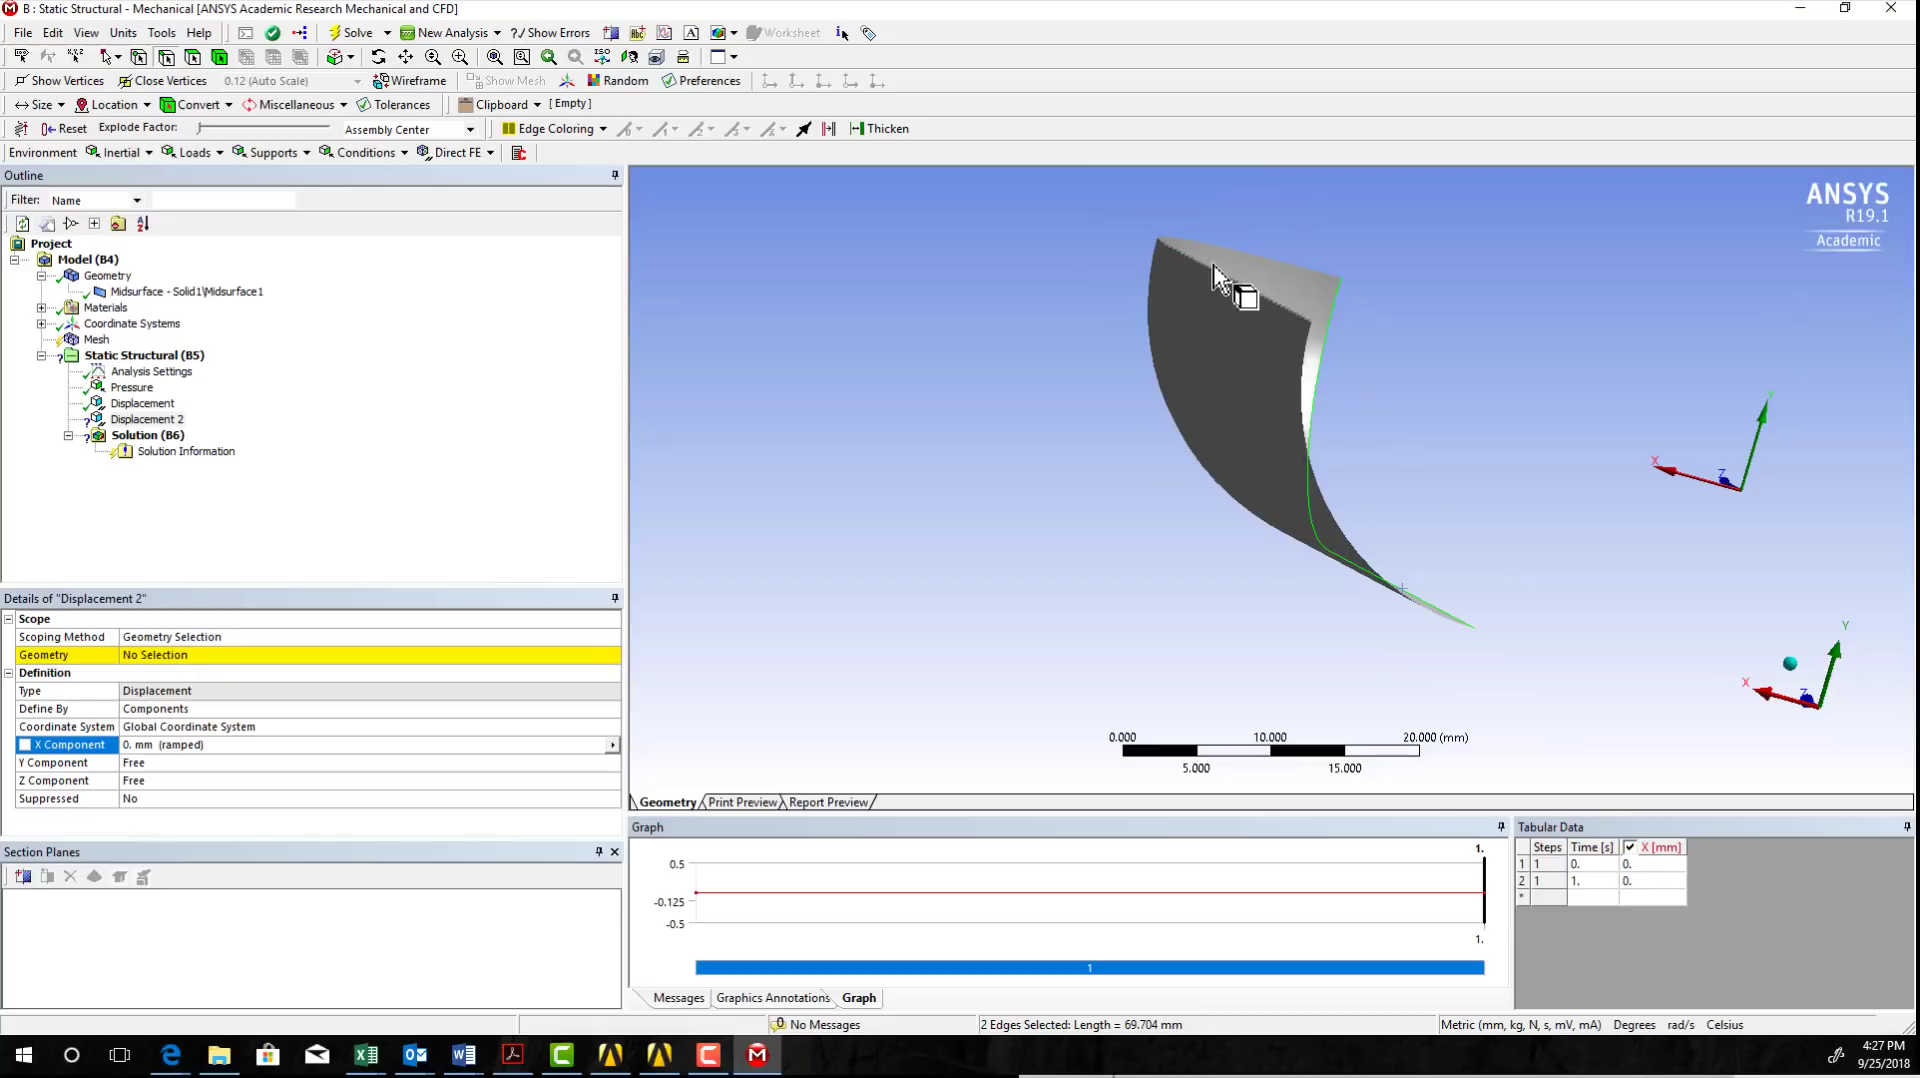 B : Static Structural - Mechanical [ANSYS Academic Research Mechanical and CFD]
File Edit View Units Tools Help Solve New Analysis ?/ Show Errors Worksheet
Show Vertices Close Vertices 0.12 (Auto Scale) Wireframe Show Mesh Random Preferences
Size Location Convert Miscellaneous Tolerances Clipboard [ Empty ]
Reset Explode Factor: Assembly Center Edge Coloring Thicken
Environment Inertial Loads Supports Conditions Direct FE
Outline
Filter: Name
Project
Model (B4)
Geometry
Midsurface - Solid1\Midsurface1
Materials
Coordinate Systems
Mesh
Static Structural (B5)
Analysis Settings
Pressure
Displacement
Displacement 2
Solution (B6)
Solution Information
ANSYS
R19.1
Academic
X
Y
Z
Y
X
Z
0.000 10.000 20.000 (mm)
5.000 15.000
Details of "Displacement 2"
Scope
Scoping Method Geometry Selection
Geometry No Selection
Definition
Type Displacement
Define By Components
Coordinate System Global Coordinate System
X Component 0. mm (ramped)
Y Component Free
Z Component Free
Suppressed No
Geometry Print Preview Report Preview
Section Planes
Graph
1.
0.5
-0.125
-0.5
1.
1
Messages Graphics Annotations Graph
Tabular Data
Steps Time [s] X [mm]
1 1 0. 0.
2 1 1. 0.
*
0 No Messages 2 Edges Selected: Length = 69.704 mm Metric (mm, kg, N, s, mV, mA) Degrees rad/s Celsius
4:27 PM
9/25/2018